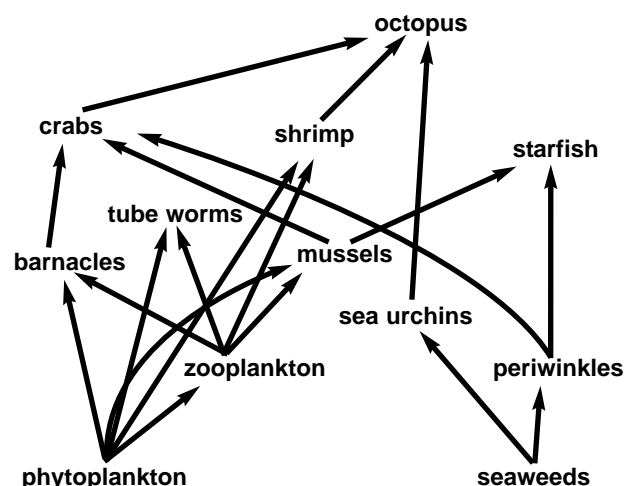 octopus
crabs
shrimp
starfish
tube worms
barnacles
mussels
sea urchins
zooplankton
periwinkles
phytoplankton
seaweeds